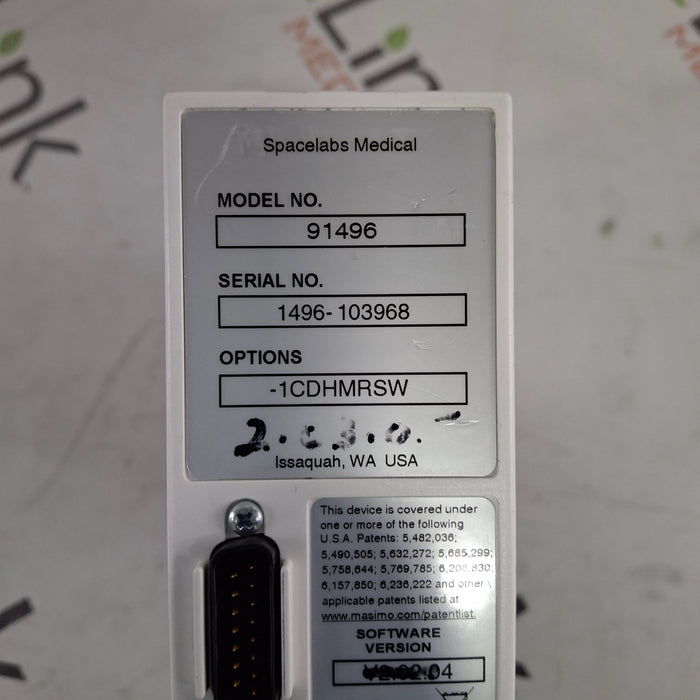 Link
MED
ink
Spacelabs Medical
MODEL NO.
91496
SERIAL NO.
1496-103968
OPTIONS
-1CDHMRSW
Issaquah, WA USA
This device is covered under
one or more of the following
U.S.A. Patents: 5,482,036;
5,490,505; 5,632,272; 5,685,299;
5,758,644; 5,769,785; 6,206,830;
6,157,850; 6,236,222 and other
applicable patents listed at
www.masimo.com/patentlist.
SOFTWARE
VERSION